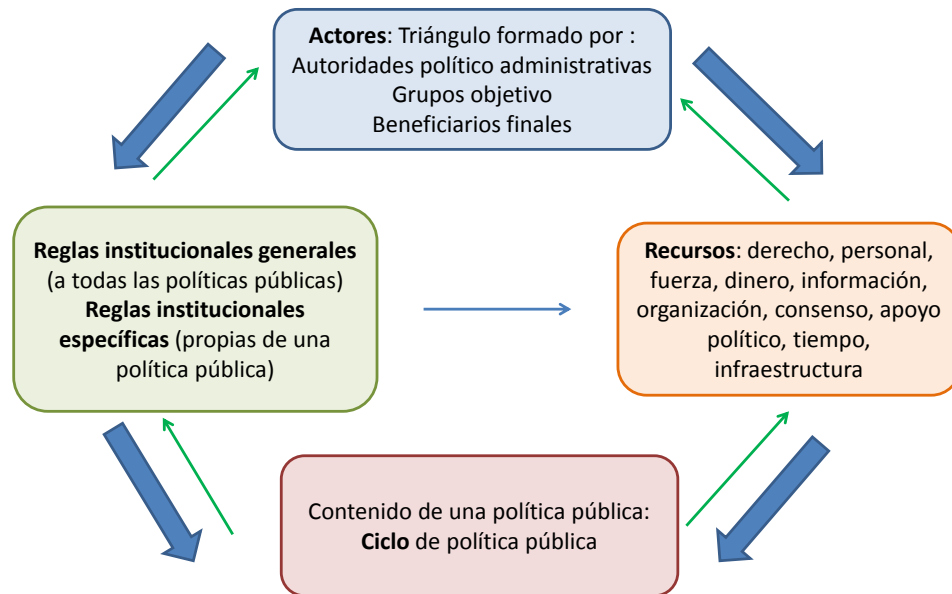 Actores: Triángulo formado por :
Autoridades político administrativas
Grupos objetivo
Beneficiarios finales
Reglas institucionales generales
(a todas las políticas públicas)
Reglas institucionales
específicas (propias de una
política pública)
Recursos: derecho, personal,
fuerza, dinero, información,
organización, consenso, apoyo
político, tiempo,
infraestructura
Contenido de una política pública:
Ciclo de política pública